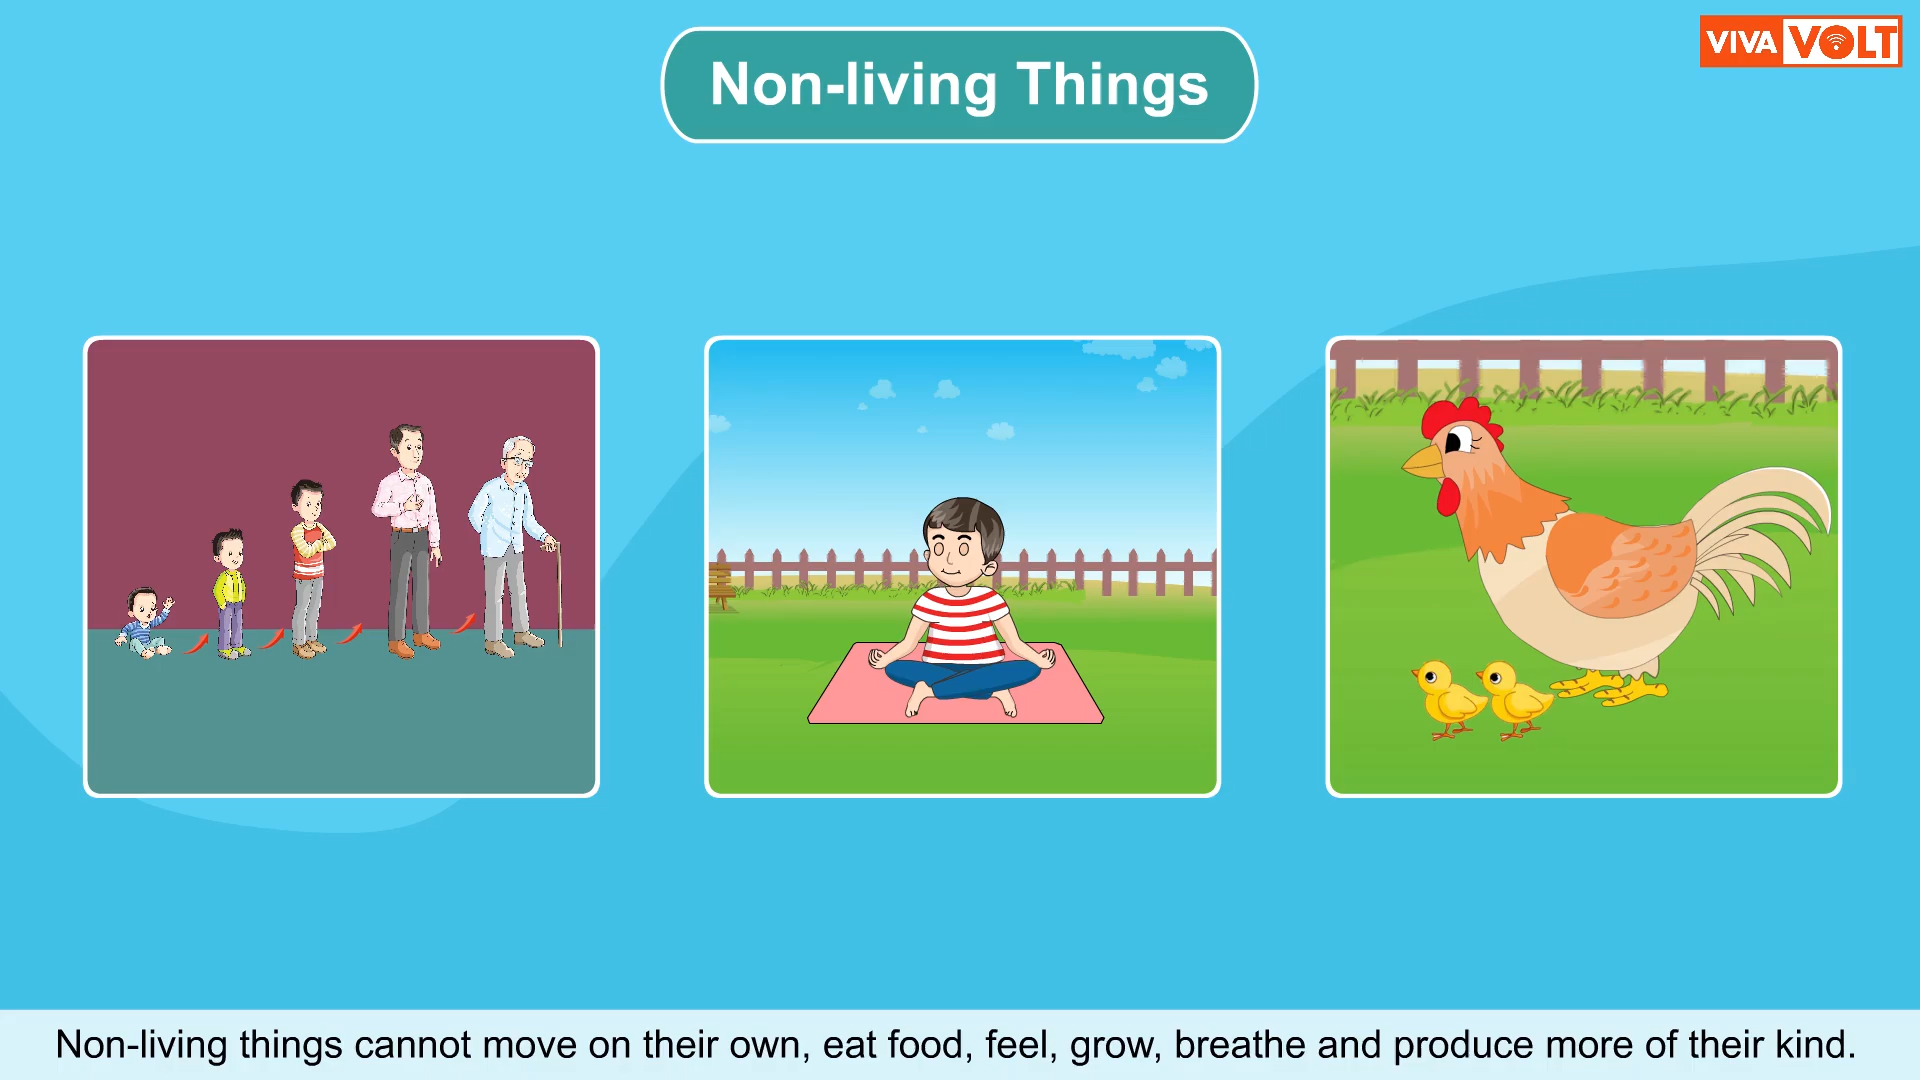 VIVA VOLT
Non-living Things
Non-living things cannot move on their own, eat food, feel, grow, breathe and produce more of their kind.